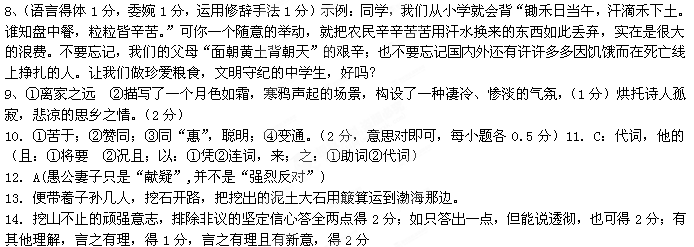 8、(语言得体1分，委婉1分，运用修辞手法1分) 示例：同学，我们从小学就会背“锄禾日当午，汗滴禾下土。
谁知盘中餐，粒粒皆辛苦。”可你一个随意的举动，就把农民辛辛苦苦用汗水换来的东西如此丢弃，实在是很大
的浪费。不要忘记，我们的父母“面朝黄土背朝天”的艰辛；也不要忘记国内外还有许许多多因饥饿而在死亡线
上挣扎的人。让我们做珍爱粮食，文明守纪的中学生，好吗？
9、①离家之远 ②描写了一个月色如霜，寒鸦声起的场景，构设了一种凄冷、惨淡的气氛，(1分) 烘托诗人孤
寂，悲凉的思乡之情。(2分)
10. ①苦于；②赞同；③同“惠”，聪明；④变通。(2分，意思对即可，每小题各0.5分) 11. C：代词，他的
(且：①将要 ②况且；以：①凭②连词，来；之：①助词②代词)
12. A(愚公妻子只是“献疑”,并不是“强烈反对”)
13. 便带着子孙几人，挖石开路，把挖出的泥土大石用簸箕运到渤海那边。
14. 挖山不止的顽强意志，排除非议的坚定信心答全两点得2分；如只答出一点，但能说透彻，也可得2分；有
其他理解，言之有理，得1分，言之有理且有新意，得2分